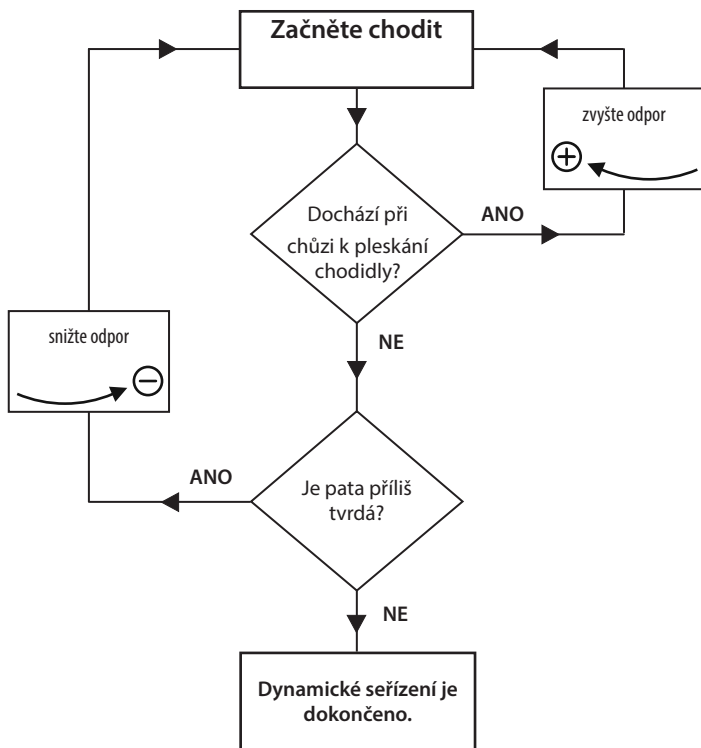 Začněte chodit
zvyšte odpor
Dochází při
chůzi k pleskání
chodidly?
ANO
NE
snižte odpor
ANO
Je pata příliš
tvrdá?
NE
Dynamické seřízení je
dokončeno.